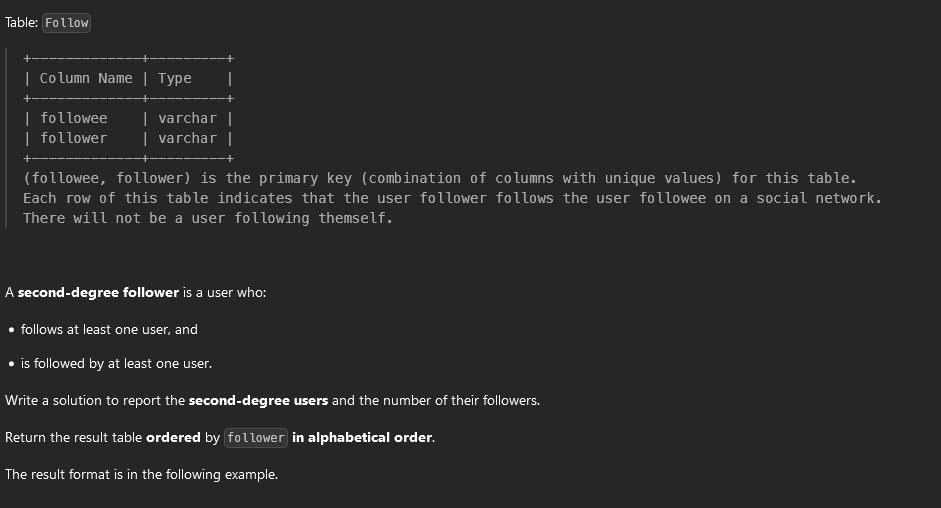 Table: Follow
+-------------+---------+
| Column Name | Type    |
+-------------+---------+
| followee    | varchar |
| follower    | varchar |
+-------------+---------+
(followee, follower) is the primary key (combination of columns with unique values) for this table.
Each row of this table indicates that the user follower follows the user followee on a social network.
There will not be a user following themself.
A second-degree follower is a user who:
• follows at least one user, and
• is followed by at least one user.
Write a solution to report the second-degree users and the number of their followers.
Return the result table ordered by follower in alphabetical order.
The result format is in the following example.